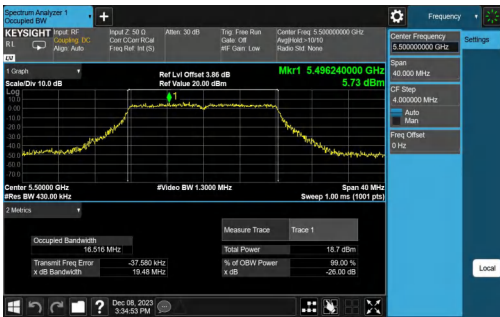 Spectrum Analyzer 1
Occupied BW
+
Frequency
KEYSIGHT Input: RF Input Z: 50 Ω Atten: 30 dB Trig: Free Run Center Freq: 5.500000000 GHz
RL Coupling: DC Corr CCorr RCal Gate: Off Avg|Hold:>10/10
Align: Auto Freq Ref: Int (S) #IF Gain: Low Radio Std: None
Center Frequency
5.500000000 GHz
Settings
Span
40.000 MHz
CF Step
4.000000 MHz
Auto
Man
Freq Offset
0 Hz
Local
1 Graph
Ref Lvl Offset 3.86 dB
Mkr1 5.496240000 GHz
Scale/Div 10.0 dB
Ref Value 20.00 dBm
5.73 dBm
Log
10.0
0.00
-10.0
-20.0
-30.0
-40.0
-50.0
-60.0
-70.0
1
Center 5.50000 GHz
#Video BW 1.3000 MHz
Span 40 MHz
#Res BW 430.00 kHz
Sweep 1.00 ms (1001 pts)
2 Metrics
Measure Trace Trace 1
Occupied Bandwidth
16.516 MHz
Total Power 18.7 dBm
Transmit Freq Error -37.580 kHz
% of OBW Power 99.00 %
x dB Bandwidth 19.48 MHz
x dB -26.00 dB
?
Dec 08, 2023
3:34:53 PM